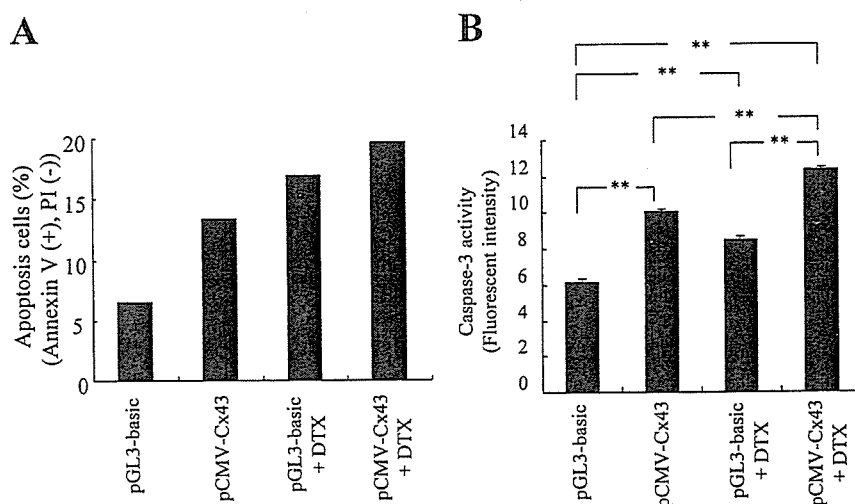 A
Apoptosis cells (%)
(Annexin V (+), PI (-))
20
15
10
5
0
pGL3-basic
pCMV-Cx43
pGL3-basic
+ DTX
pCMV-Cx43
+ DTX
B
**
**
**
**
**
Caspase-3 activity
(Fluorescent intensity)
14
12
10
8
6
4
2
0
pGL3-basic
pCMV-Cx43
pGL3-basic
+ DTX
pCMV-Cx43
+ DTX